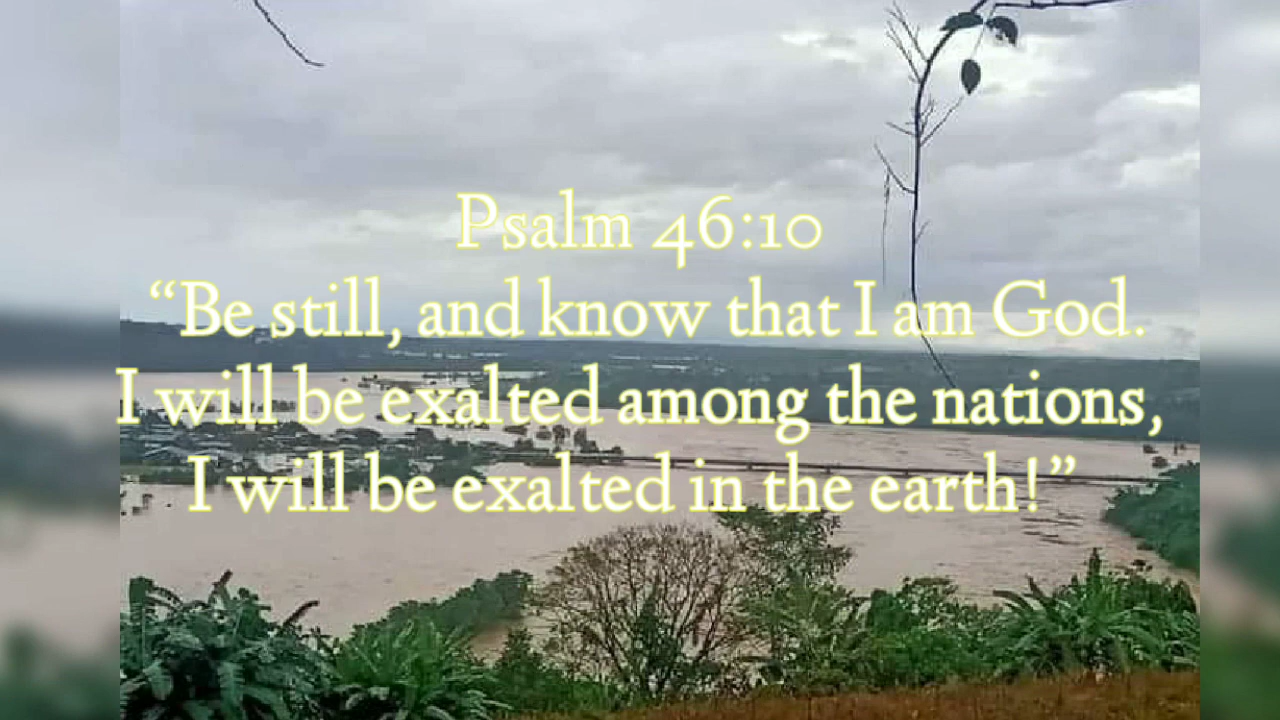 Psalm 46:10
“Be still, and know that I am God.
I will be exalted among the nations,
I will be exalted in the earth!”